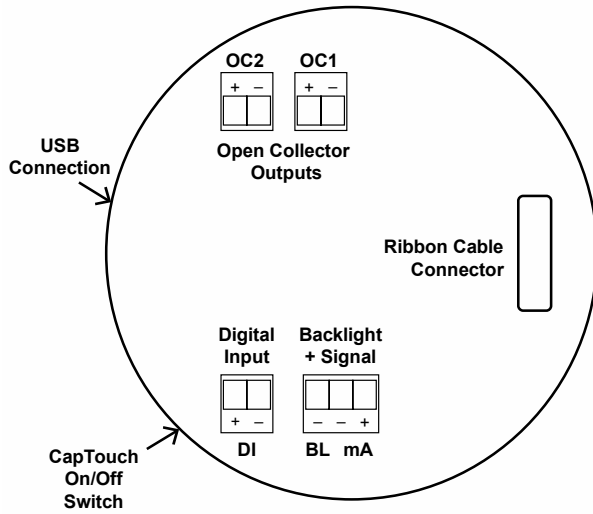 OC2 OC1
+ − + −
Open Collector
Outputs
USB
Connection
Ribbon Cable
Connector
Digital
Input
Backlight
+ Signal
+ − − − +
DI BL mA
CapTouch
On/Off
Switch